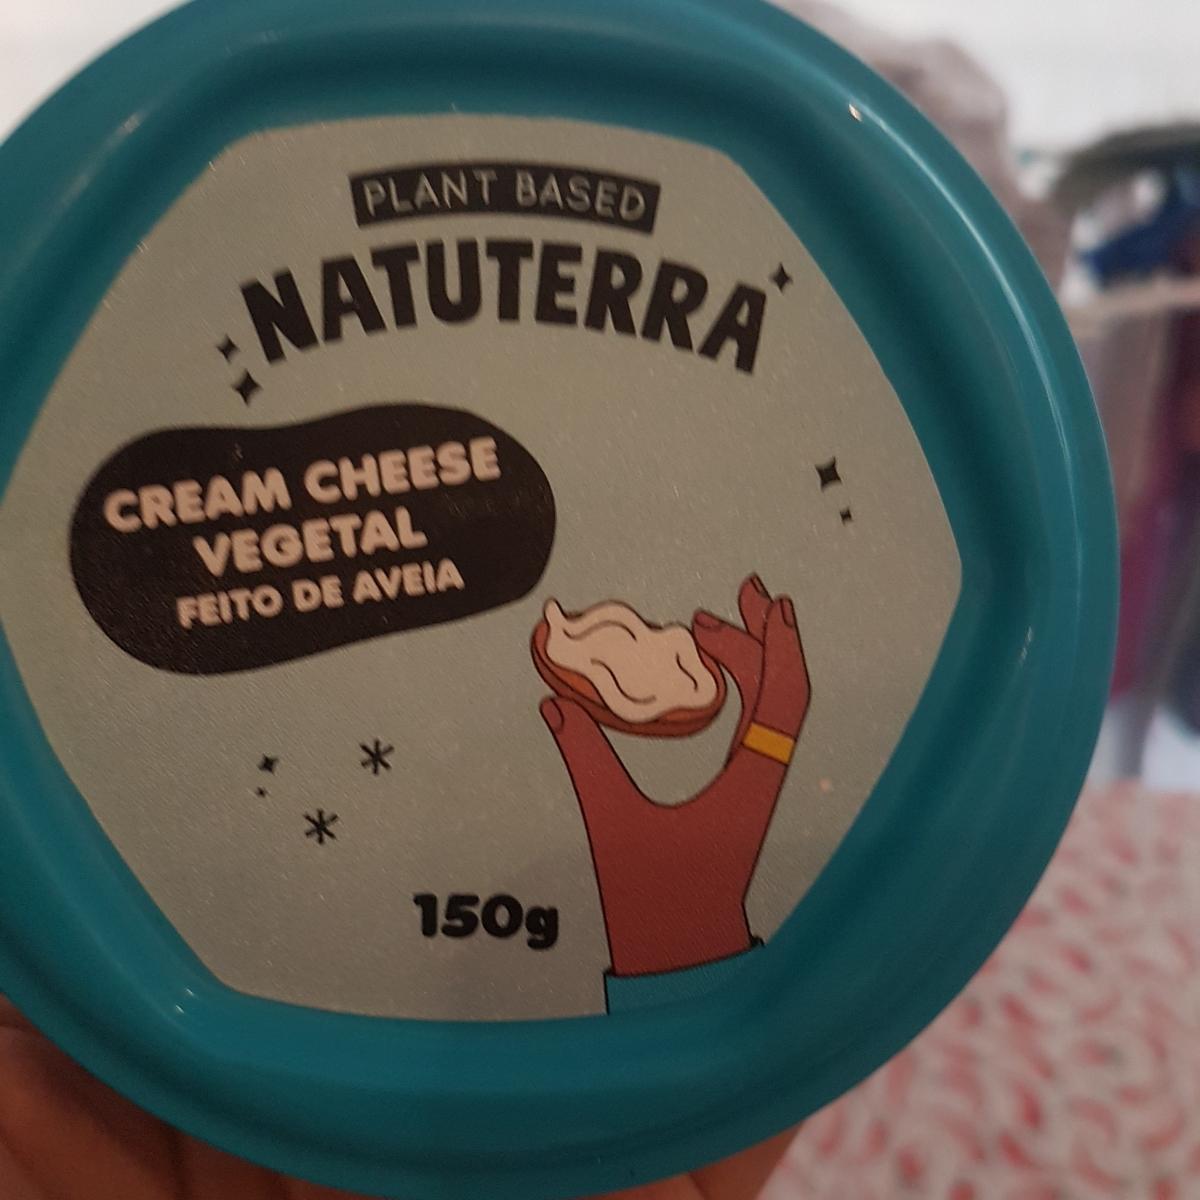 PLANT BASED
NATUTERRA
CREAM CHEESE
VEGETAL
FEITO DE AVEIA
150g